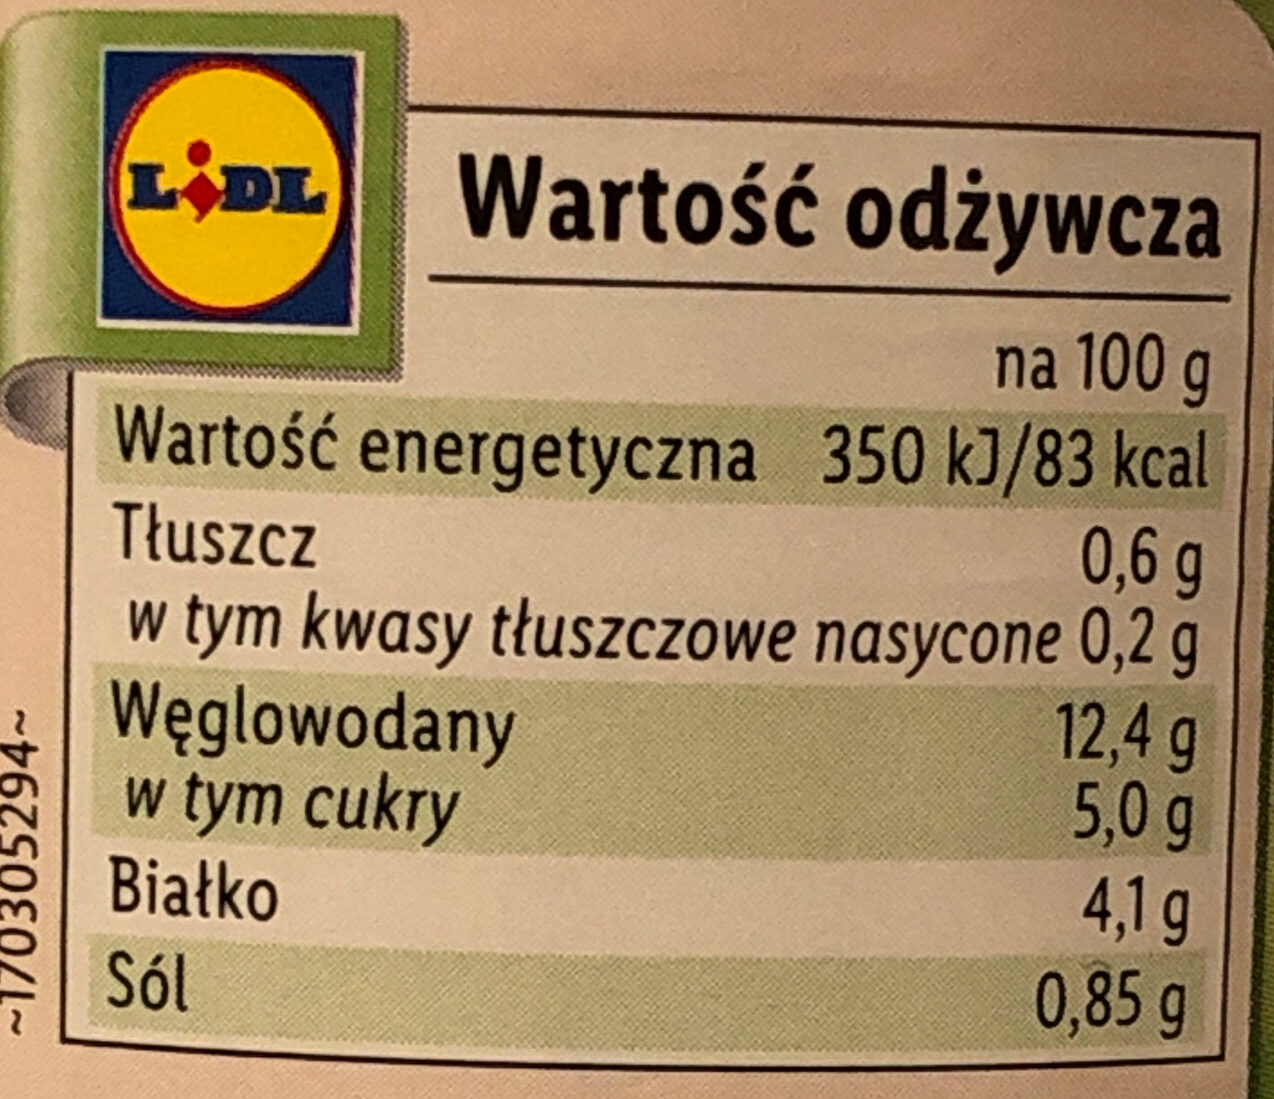 LiDL
Wartość odżywcza
na 100 g
Wartość energetyczna 350 kJ/83 kcal
Tłuszcz 0,6 g
w tym kwasy tłuszczowe nasycone 0,2 g
Węglowodany 12,4 g
w tym cukry 5,0 g
Białko 4,1 g
Sól 0,85 g
~170305294~